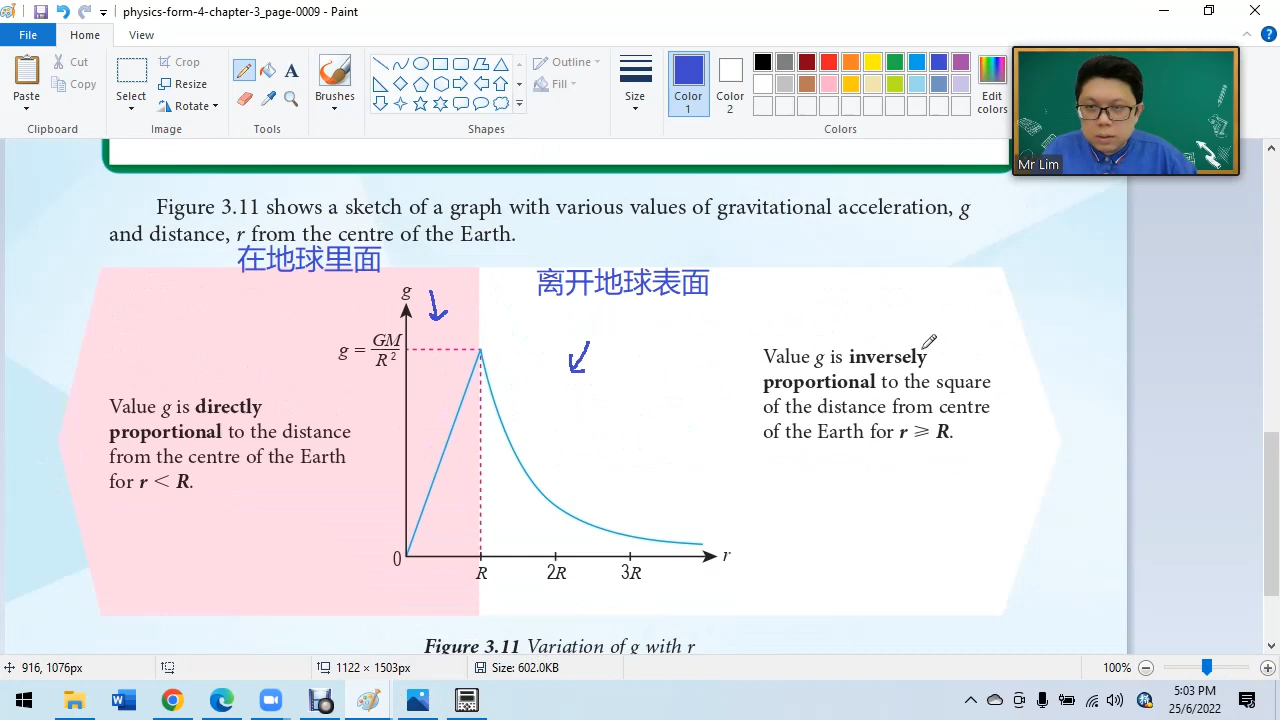 physics-form-4-chapter-3_page-0009 - Paint
File
Home
View
Paste
Cut
Copy
Clipboard
Select
Crop
Resize
Rotate
Image
Tools
Brushes
Shapes
Outline
Fill
Size
Color 1
Color 2
Edit colors
Colors
Mr Lim
Figure 3.11 shows a sketch of a graph with various values of gravitational acceleration, g
and distance, r from the centre of the Earth.
在地球里面
离开地球表面
g
g = GM/R²
Value g is directly
proportional to the distance
from the centre of the Earth
for r < R.
Value g is inversely
proportional to the square
of the distance from centre
of the Earth for r ⩾ R.
0
R
2R
3R
r
Figure 3.11 Variation of g with r
916, 1076px
1122 × 1503px
Size: 602.0KB
100%
5:03 PM
25/6/2022